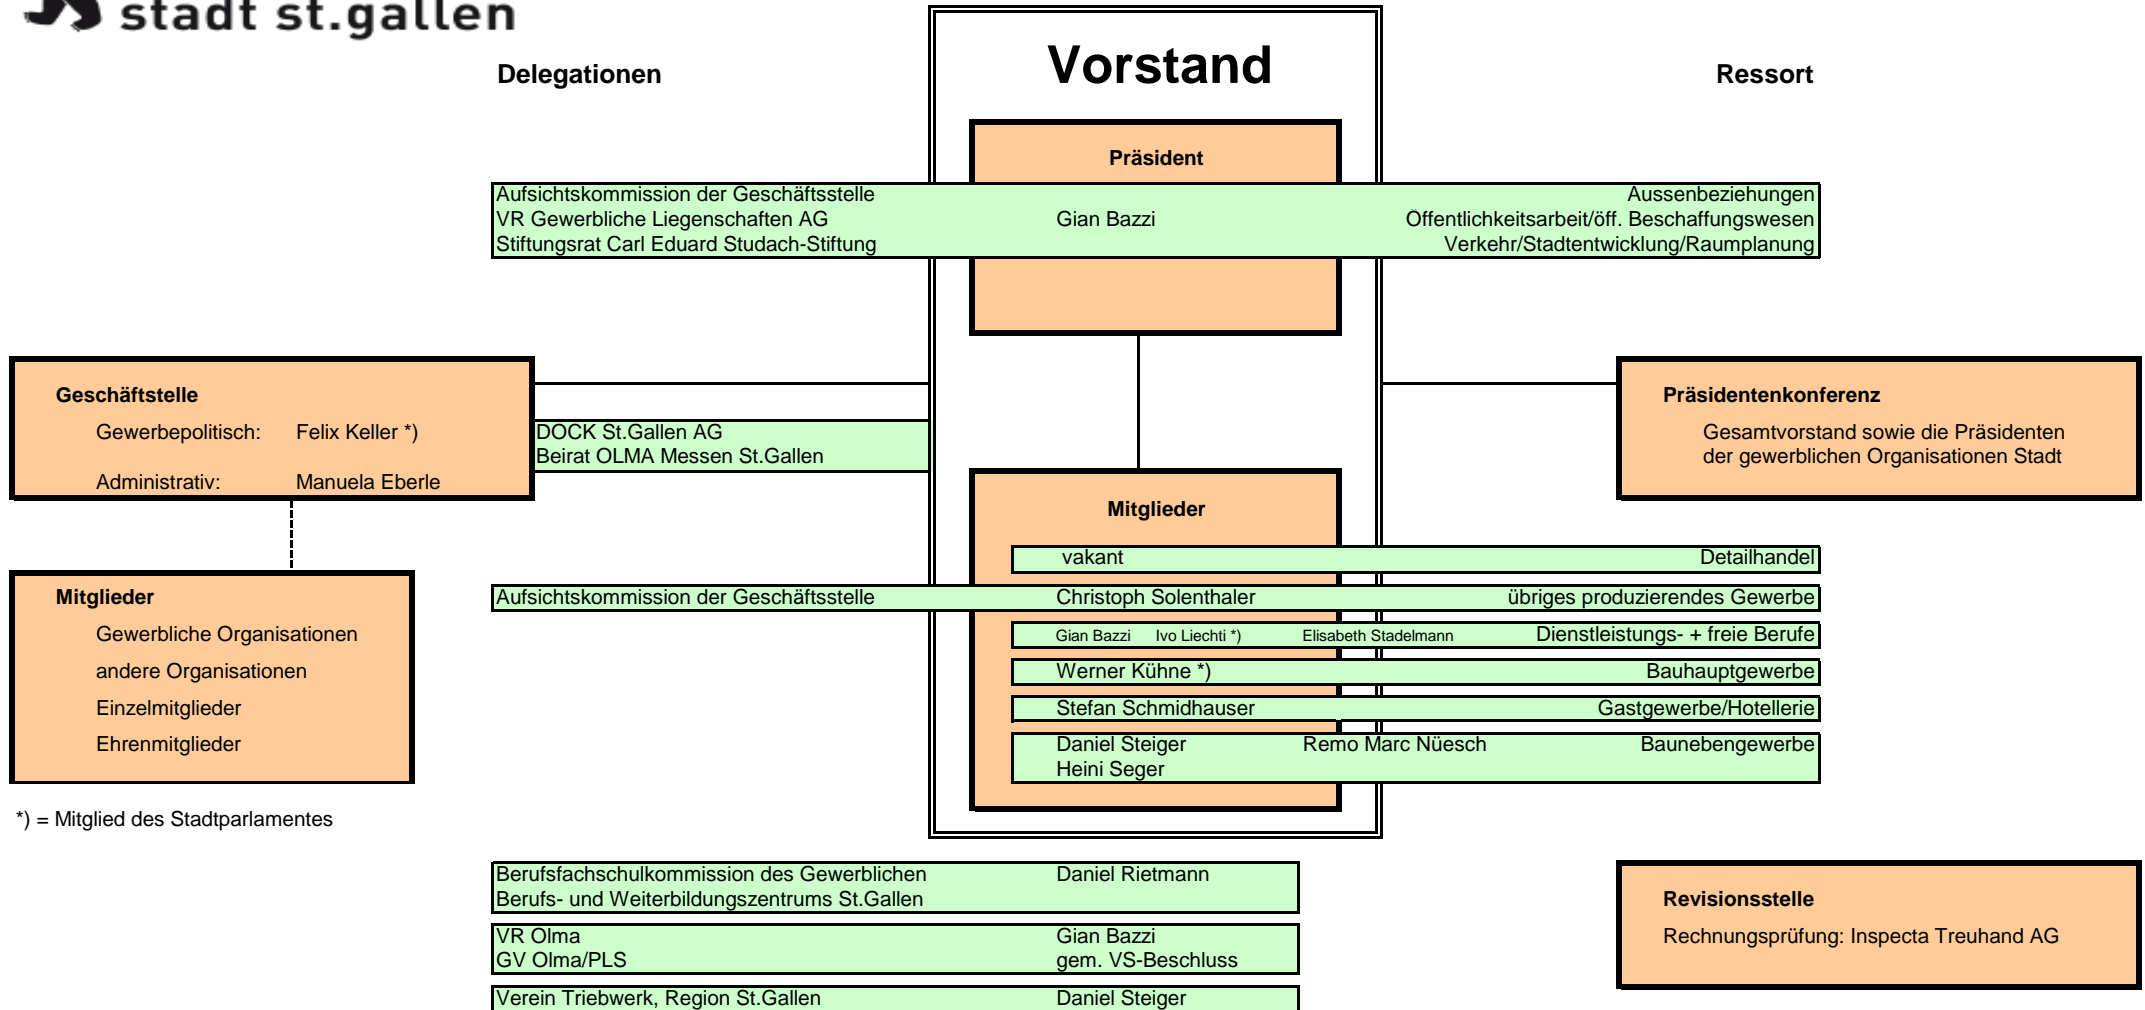 stadt st.gallen
Delegationen
Vorstand
Ressort
Präsident
Aufsichtskommission der Geschäftsstelle
VR Gewerbliche Liegenschaften AG
Stiftungsrat Carl Eduard Studach-Stiftung
Gian Bazzi
Aussenbeziehungen
Öffentlichkeitsarbeit/öff. Beschaffungswesen
Verkehr/Stadtentwicklung/Raumplanung
Geschäftstelle
Gewerbepolitisch: Felix Keller *)
Administrativ: Manuela Eberle
DOCK St.Gallen AG
Beirat OLMA Messen St.Gallen
Präsidentenkonferenz
Gesamtvorstand sowie die Präsidenten
der gewerblichen Organisationen Stadt
Mitglieder
Gewerbliche Organisationen
andere Organisationen
Einzelmitglieder
Ehrenmitglieder
*) = Mitglied des Stadtparlamentes
Mitglieder
vakant Detailhandel
Aufsichtskommission der Geschäftsstelle Christoph Solenthaler übriges produzierendes Gewerbe
Gian Bazzi Ivo Liechti *) Elisabeth Stadelmann Dienstleistungs- + freie Berufe
Werner Kühne *) Bauhauptgewerbe
Stefan Schmidhauser Gastgewerbe/Hotellerie
Daniel Steiger Remo Marc Nüesch Baunebengewerbe
Heini Seger
Berufsfachschulkommission des Gewerblichen Daniel Rietmann
Berufs- und Weiterbildungszentrums St.Gallen
VR Olma Gian Bazzi
GV Olma/PLS gem. VS-Beschluss
Verein Triebwerk, Region St.Gallen Daniel Steiger
Revisionsstelle
Rechnungsprüfung: Inspecta Treuhand AG